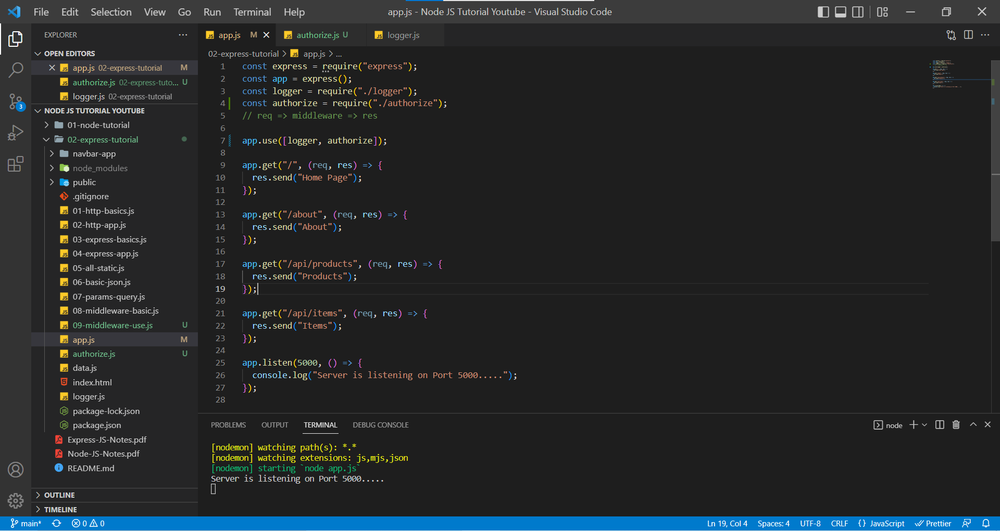 File Edit Selection View Go Run Terminal Help
app.js - Node JS Tutorial Youtube - Visual Studio Code
EXPLORER
OPEN EDITORS
app.js 02-express-tutorial M
authorize.js 02-express-tuto... U
logger.js 02-express-tutorial
NODE JS TUTORIAL YOUTUBE
01-node-tutorial
02-express-tutorial
navbar-app
node_modules
public
.gitignore
01-http-basics.js
02-http-app.js
03-express-basics.js
04-express-app.js
05-all-static.js
06-basic-json.js
07-params-query.js
08-middleware-basic.js
09-middleware-use.js U
app.js M
authorize.js U
data.js
index.html
logger.js
package-lock.json
package.json
Express-JS-Notes.pdf
Node-JS-Notes.pdf
README.md
OUTLINE
TIMELINE
3
app.js M authorize.js U logger.js
02-express-tutorial > app.js > ...
1 const express = require("express");
2 const app = express();
3 const logger = require("./logger");
4 const authorize = require("./authorize");
5 // req => middleware => res
6
7 app.use([logger, authorize]);
8
9 app.get("/", (req, res) => {
10 res.send("Home Page");
11 });
12
13 app.get("/about", (req, res) => {
14 res.send("About");
15 });
16
17 app.get("/api/products", (req, res) => {
18 res.send("Products");
19 });
20
21 app.get("/api/items", (req, res) => {
22 res.send("Items");
23 });
24
25 app.listen(5000, () => {
26 console.log("Server is listening on Port 5000.....");
27 });
28
PROBLEMS OUTPUT TERMINAL DEBUG CONSOLE
node
[nodemon] watching path(s): *.*
[nodemon] watching extensions: js,mjs,json
[nodemon] starting `node app.js`
Server is listening on Port 5000.....
main* 0 0
Ln 19, Col 4 Spaces: 4 UTF-8 CRLF {} JavaScript Prettier